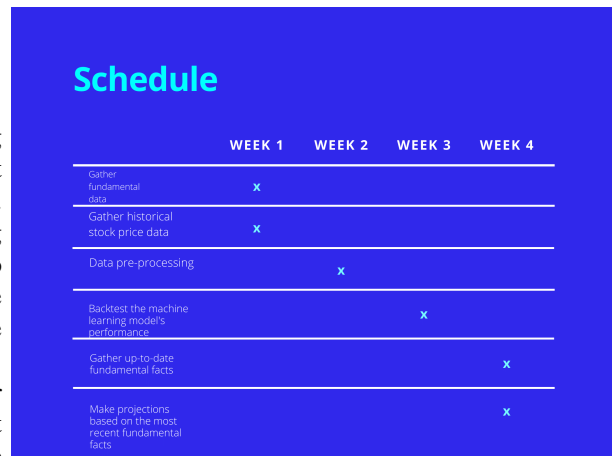 Schedule
WEEK 1 WEEK 2 WEEK 3 WEEK 4
Gather
fundamental
data
x
Gather historical
stock price data
x
Data pre-processing
x
Backtest the machine
learning model's
performance
x
Gather up-to-date
fundamental facts
x
Make projections
based on the most
recent fundamental
facts
x